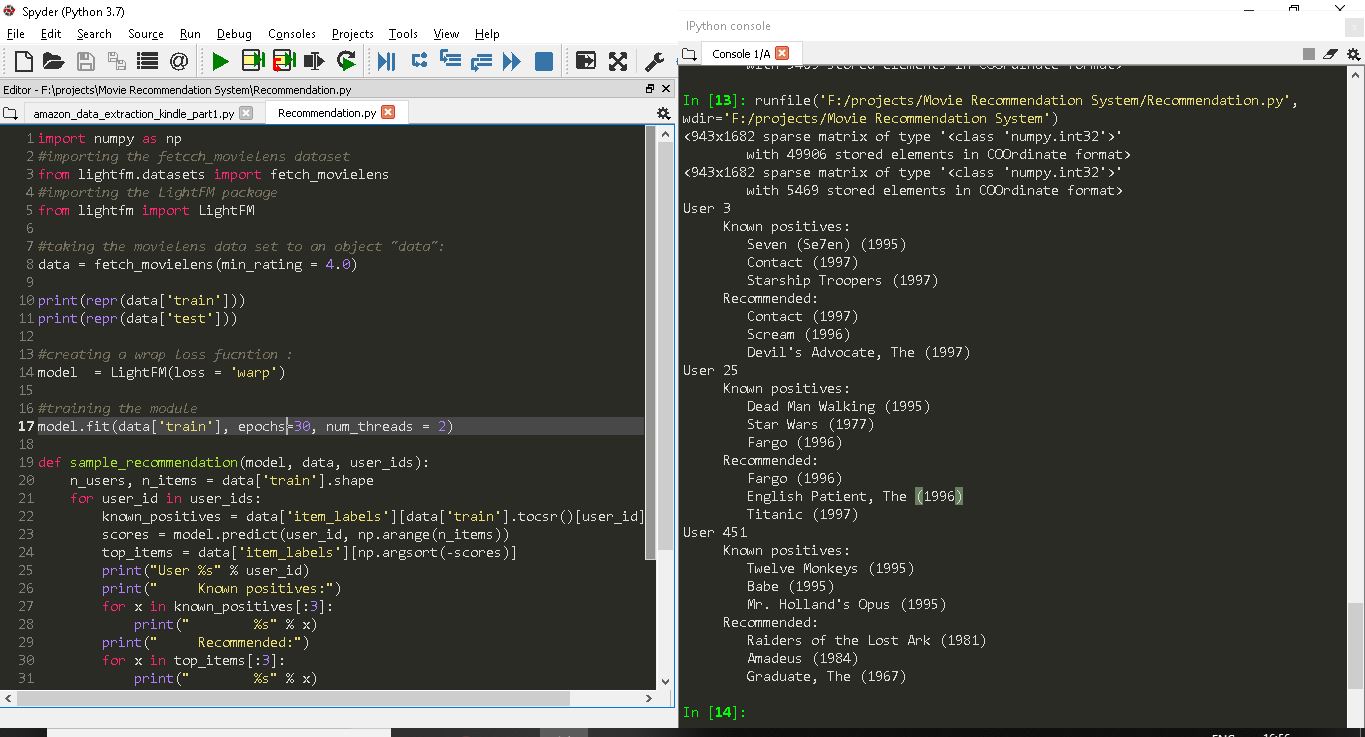 Spyder (Python 3.7)
File Edit Search Source Run Debug Consoles Projects Tools View Help
Editor - F:\projects\Movie Recommendation System\Recommendation.py
amazon_data_extraction_kindle_part1.py Recommendation.py
1 import numpy as np
2 #importing the fetcch_movielens dataset
3 from lightfm.datasets import fetch_movielens
4 #importing the LightFM package
5 from lightfm import LightFM
6
7 #taking the movielens data set to an object "data":
8 data = fetch_movielens(min_rating = 4.0)
9
10 print(repr(data['train']))
11 print(repr(data['test']))
12
13 #creating a wrap loss fucntion :
14 model  = LightFM(loss = 'warp')
15
16 #training the module
17 model.fit(data['train'], epochs=30, num_threads = 2)
18
19 def sample_recommendation(model, data, user_ids):
20     n_users, n_items = data['train'].shape
21     for user_id in user_ids:
22         known_positives = data['item_labels'][data['train'].tocsr()[user_id]
23         scores = model.predict(user_id, np.arange(n_items))
24         top_items = data['item_labels'][np.argsort(-scores)]
25         print("User %s" % user_id)
26         print("     Known positives:")
27         for x in known_positives[:3]:
28             print("        %s" % x)
29         print("     Recommended:")
30         for x in top_items[:3]:
31             print("        %s" % x)
IPython console
Console 1/A
with 5469 stored elements in COOrdinate format>
In [13]: runfile('F:/projects/Movie Recommendation System/Recommendation.py',
wdir='F:/projects/Movie Recommendation System')
<943x1682 sparse matrix of type '<class 'numpy.int32'>'
with 49906 stored elements in COOrdinate format>
<943x1682 sparse matrix of type '<class 'numpy.int32'>'
with 5469 stored elements in COOrdinate format>
User 3
Known positives:
Seven (Se7en) (1995)
Contact (1997)
Starship Troopers (1997)
Recommended:
Contact (1997)
Scream (1996)
Devil's Advocate, The (1997)
User 25
Known positives:
Dead Man Walking (1995)
Star Wars (1977)
Fargo (1996)
Recommended:
Fargo (1996)
English Patient, The (1996)
Titanic (1997)
User 451
Known positives:
Twelve Monkeys (1995)
Babe (1995)
Mr. Holland's Opus (1995)
Recommended:
Raiders of the Lost Ark (1981)
Amadeus (1984)
Graduate, The (1967)
In [14]: